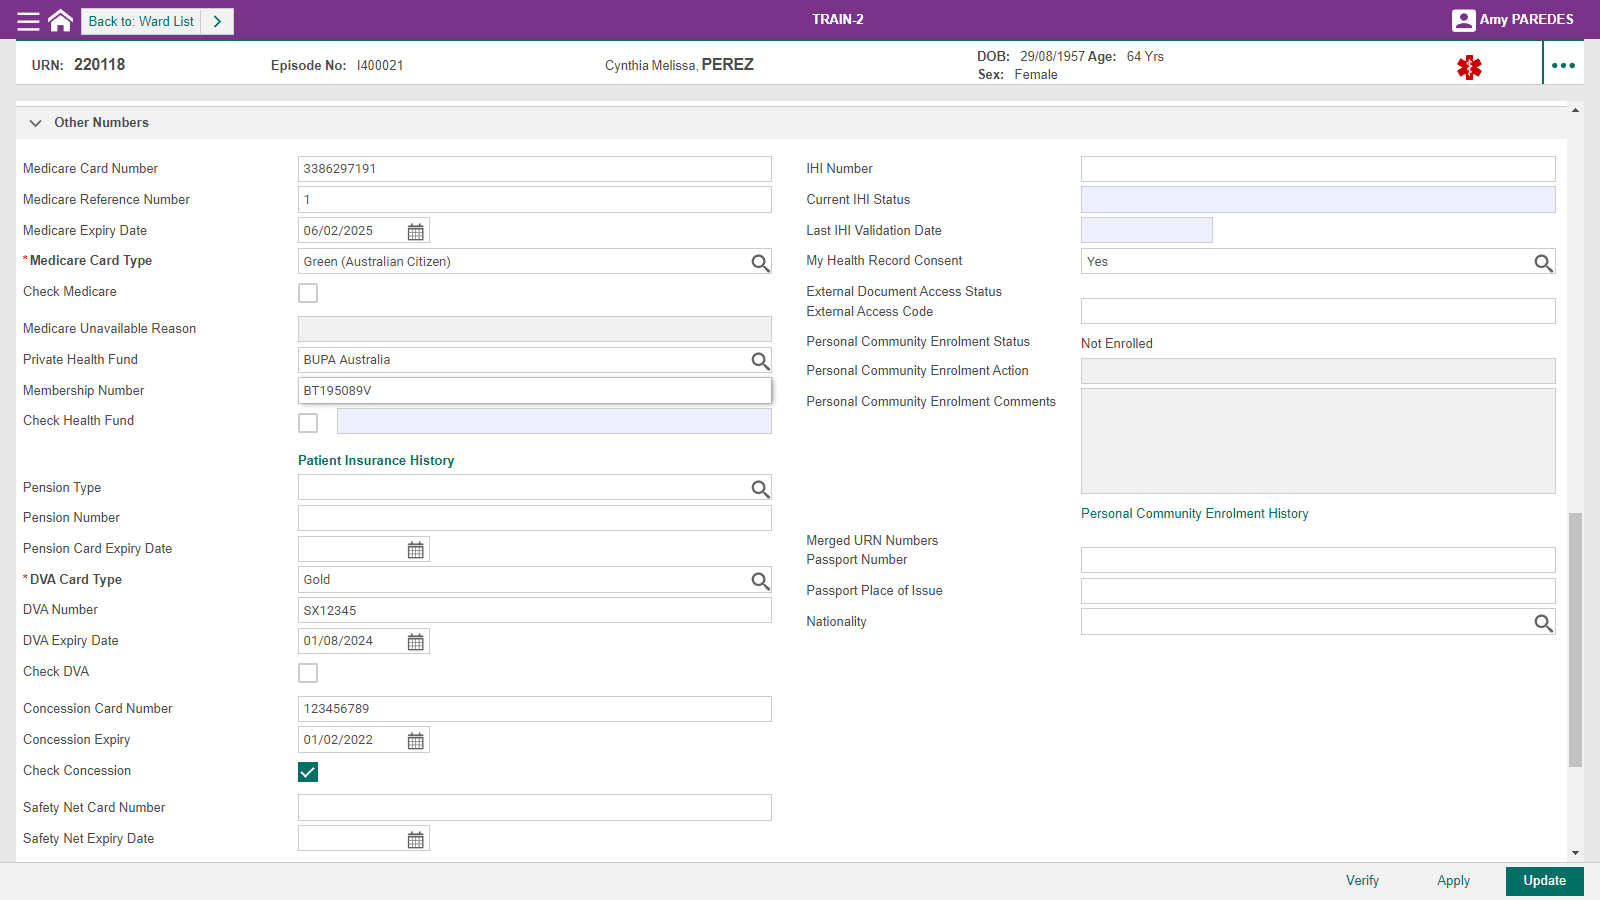 Back to: Ward List
TRAIN-2
Amy PAREDES
URN: 220118
Episode No: I400021
Cynthia Melissa, PEREZ
DOB: 29/08/1957 Age: 64 Yrs
Sex: Female
Other Numbers
Medicare Card Number 3386297191
Medicare Reference Number 1
Medicare Expiry Date 06/02/2025
*Medicare Card Type Green (Australian Citizen)
Check Medicare
Medicare Unavailable Reason
Private Health Fund BUPA Australia
Membership Number BT195089V
Check Health Fund
Patient Insurance History
Pension Type
Pension Number
Pension Card Expiry Date
*DVA Card Type Gold
DVA Number SX12345
DVA Expiry Date 01/08/2024
Check DVA
Concession Card Number 123456789
Concession Expiry 01/02/2022
Check Concession
Safety Net Card Number
Safety Net Expiry Date
IHI Number
Current IHI Status
Last IHI Validation Date
My Health Record Consent Yes
External Document Access Status
External Access Code
Personal Community Enrolment Status Not Enrolled
Personal Community Enrolment Action
Personal Community Enrolment Comments
Personal Community Enrolment History
Merged URN Numbers
Passport Number
Passport Place of Issue
Nationality
Verify
Apply
Update